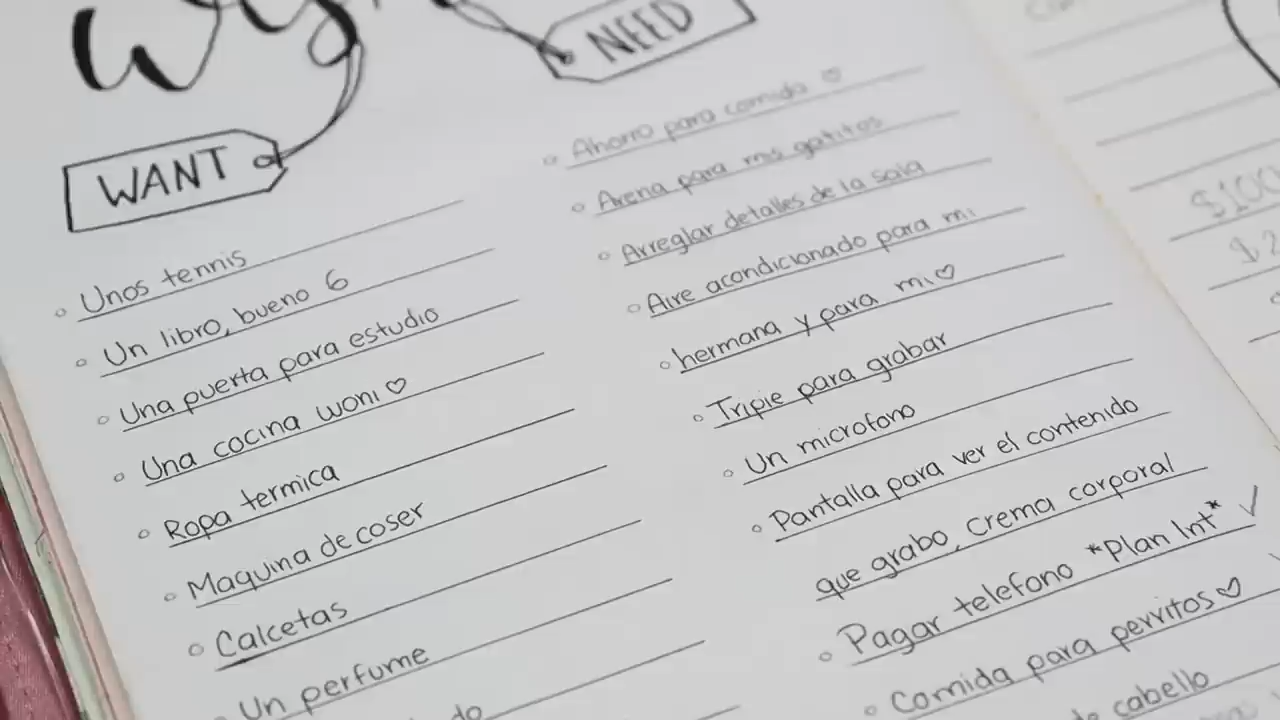 WANT
Unos tennis
Un libro, bueno 6
Una puerta para estudio
Una cocina woni ♡
Ropa termica
Maquina de coser
Calcetas
Un perfume
NEED
Ahorro para comida ♡
Arena para mis gatitos
Arreglar detalles de la sala
Aire acondicionado para mi
hermana y para mi ♡
Tripie para grabar
Un microfono
Pantalla para ver el contenido
que grabo, crema corporal
Pagar telefono *Plan Int* ✓
Comida para perritos ♡
cabello
$100